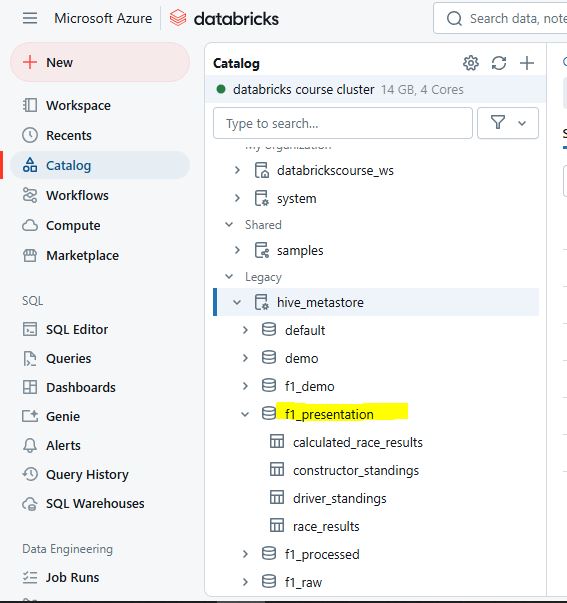 Microsoft Azure
databricks
Search data, note
New
Workspace
Recents
Catalog
Workflows
Compute
Marketplace
SQL
SQL Editor
Queries
Dashboards
Genie
Alerts
Query History
SQL Warehouses
Data Engineering
Job Runs
Catalog
databricks course cluster 14 GB, 4 Cores
Type to search...
My organization
databrickscourse_ws
system
Shared
samples
Legacy
hive_metastore
default
demo
f1_demo
f1_presentation
calculated_race_results
constructor_standings
driver_standings
race_results
f1_processed
f1_raw